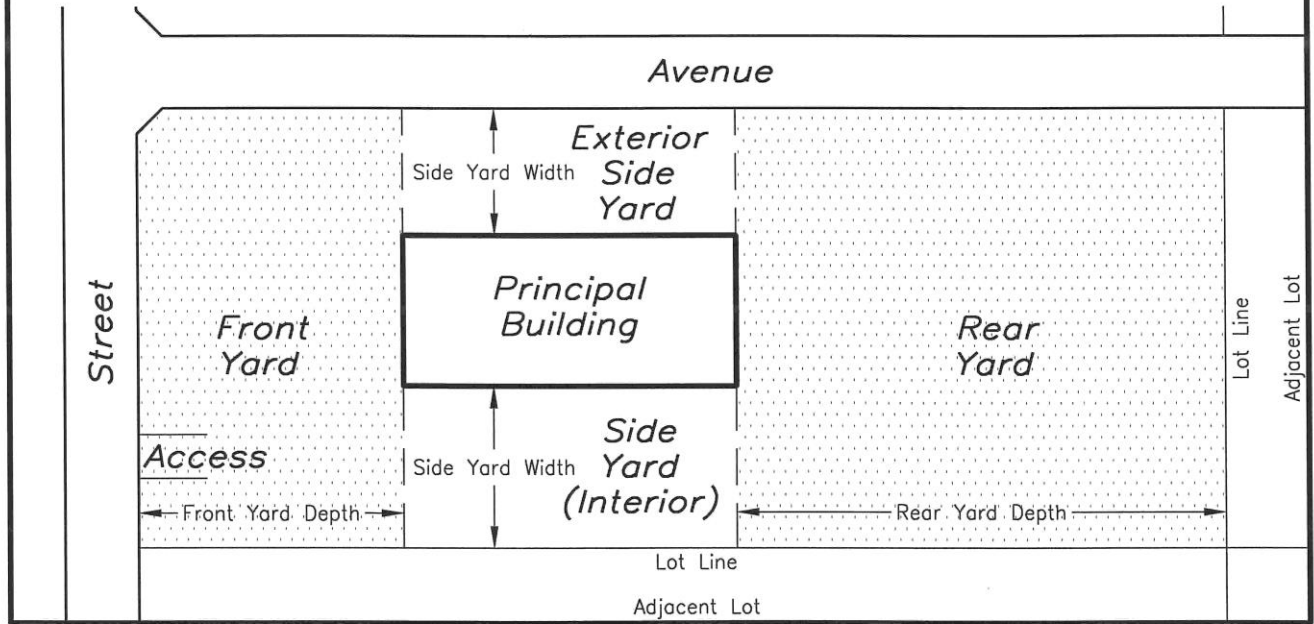 Avenue
Exterior
Side
Yard
Side Yard Width
Principal
Building
Street
Front
Yard
Rear
Yard
Lot Line
Adjacent Lot
Access
Side
Yard
(Interior)
Side Yard Width
Front Yard Depth
Rear Yard Depth
Lot Line
Adjacent Lot